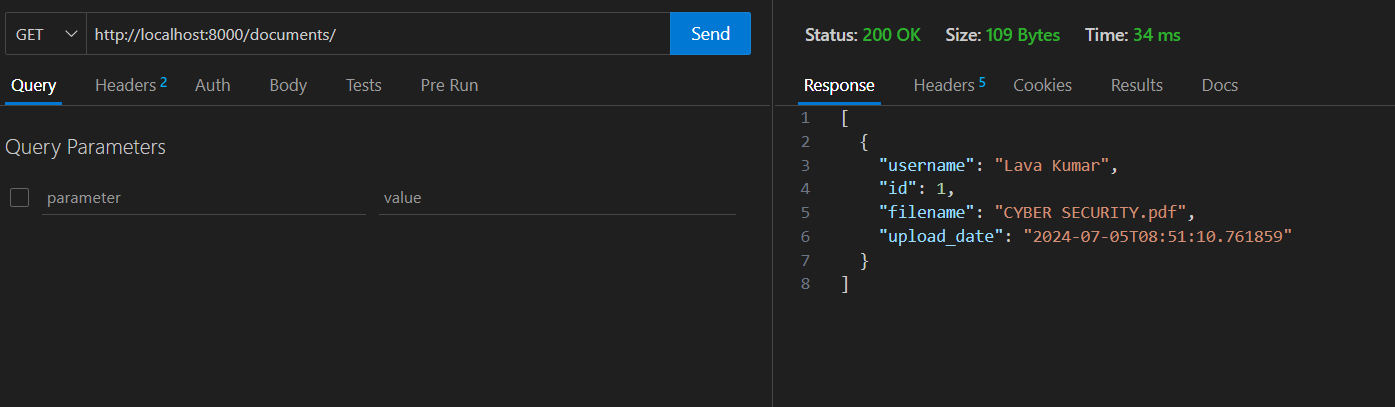 GET http://localhost:8000/documents/ Send
Query Headers 2 Auth Body Tests Pre Run
Query Parameters
parameter value
Status: 200 OK Size: 109 Bytes Time: 34 ms
Response Headers 5 Cookies Results Docs
1 [
2 {
3 "username": "Lava Kumar",
4 "id": 1,
5 "filename": "CYBER SECURITY.pdf",
6 "upload_date": "2024-07-05T08:51:10.761859"
7 }
8 ]